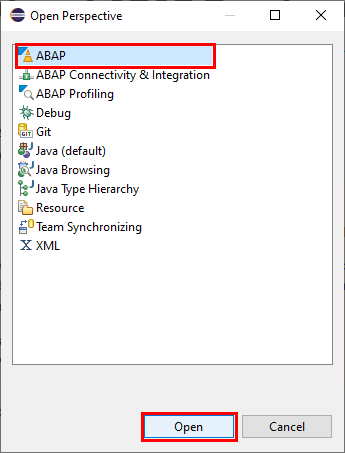 Open Perspective
ABAP
ABAP Connectivity & Integration
ABAP Profiling
Debug
Git
Java (default)
Java Browsing
Java Type Hierarchy
Resource
Team Synchronizing
XML
Open
Cancel